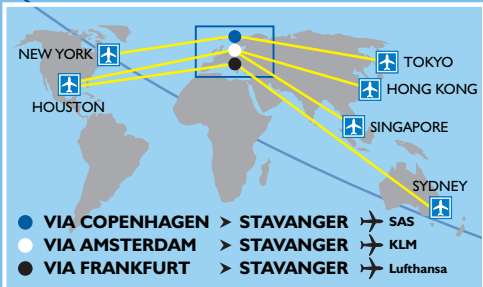 NEW YORK
TOKYO
HONG KONG
HOUSTON
SINGAPORE
SYDNEY
VIA COPENHAGEN ➤ STAVANGER SAS
VIA AMSTERDAM ➤ STAVANGER KLM
VIA FRANKFURT ➤ STAVANGER Lufthansa